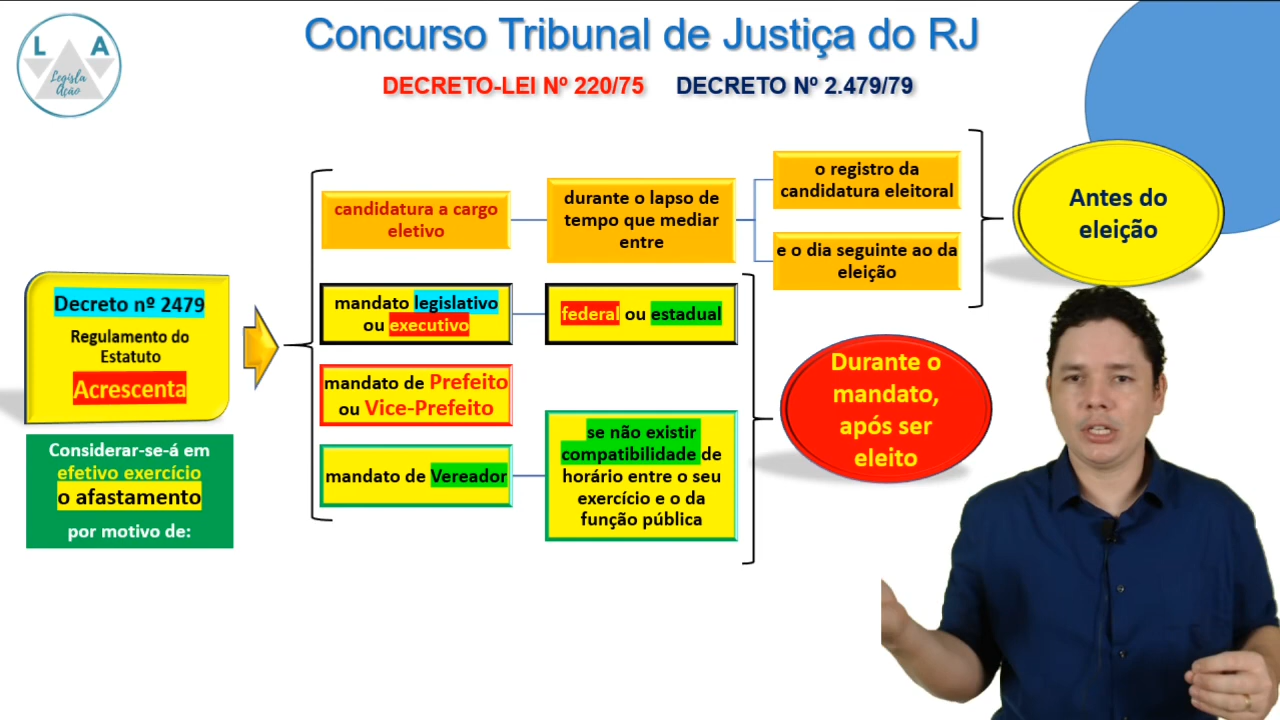 L A
Legisla
Ação
Concurso Tribunal de Justiça do RJ
DECRETO-LEI Nº 220/75 DECRETO Nº 2.479/79
Decreto nº 2479
Regulamento do
Estatuto
Acrescenta
Considerar-se-á em
efetivo exercício
o afastamento
por motivo de:
candidatura a cargo
eletivo
durante o lapso de
tempo que mediar
entre
o registro da
candidatura eleitoral
e o dia seguinte ao da
eleição
Antes do
eleição
mandato legislativo
ou executivo
federal ou estadual
mandato de Prefeito
ou Vice-Prefeito
mandato de Vereador
se não existir
compatibilidade de
horário entre o seu
exercício e o da
função pública
Durante o
mandato,
após ser
eleito